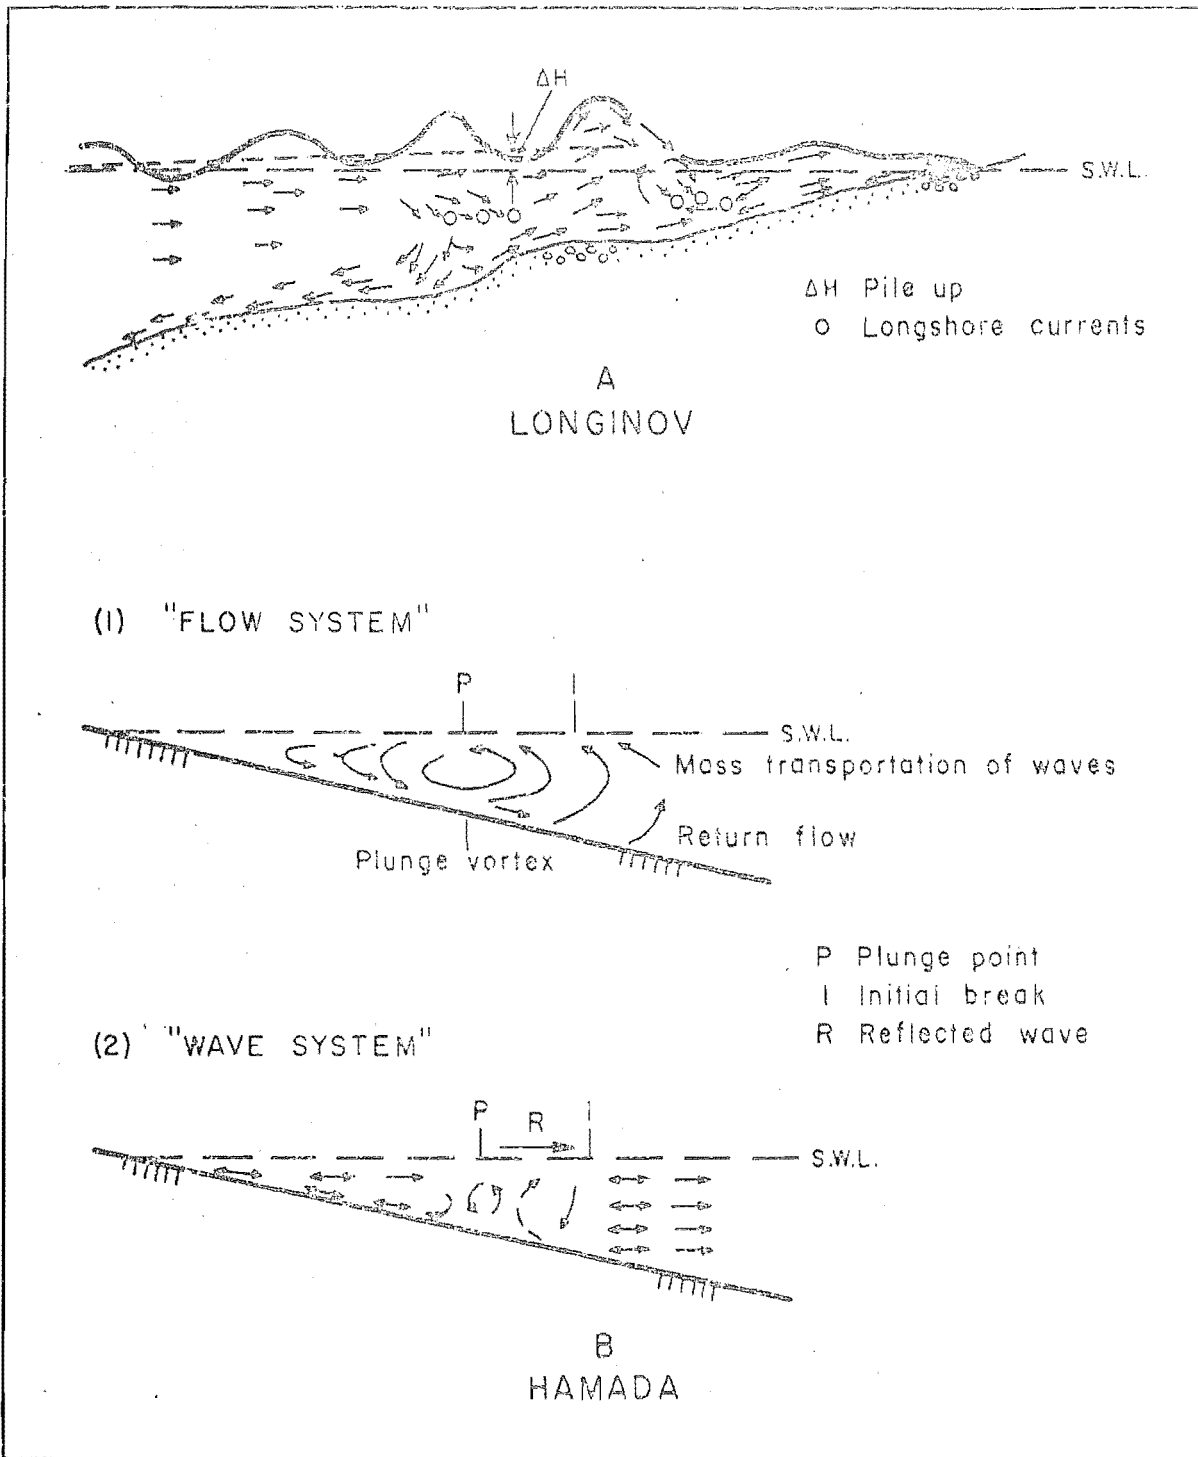 ΔH
S.W.L.
ΔH Pile up
O Longshore currents
A
LONGINOV
(1) "FLOW SYSTEM"
P I
S.W.L.
Mass transportation of waves
Return flow
Plunge vortex
P Plunge point
I Initial break
R Reflected wave
(2) "WAVE SYSTEM"
P R I
S.W.L.
B
HAMADA